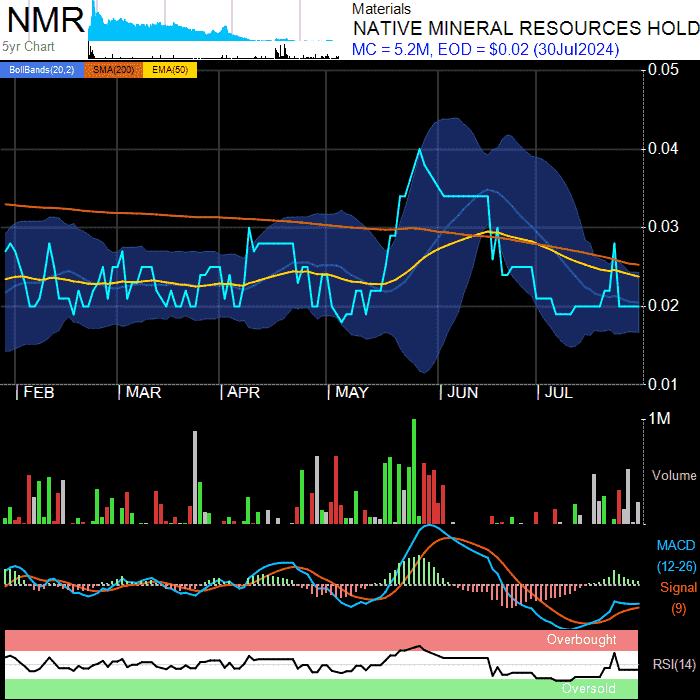 NMR
5yr Chart
Materials
NATIVE MINERAL RESOURCES HOLD
MC = 5.2M, EOD = $0.02 (30Jul2024)
BollBands(20,2) SMA(200) EMA(50)
0.05
0.04
0.03
0.02
0.01
FEB MAR APR MAY JUN JUL
1M
Volume
MACD
(12-26)
Signal
(9)
Overbought
RSI(14)
Oversold